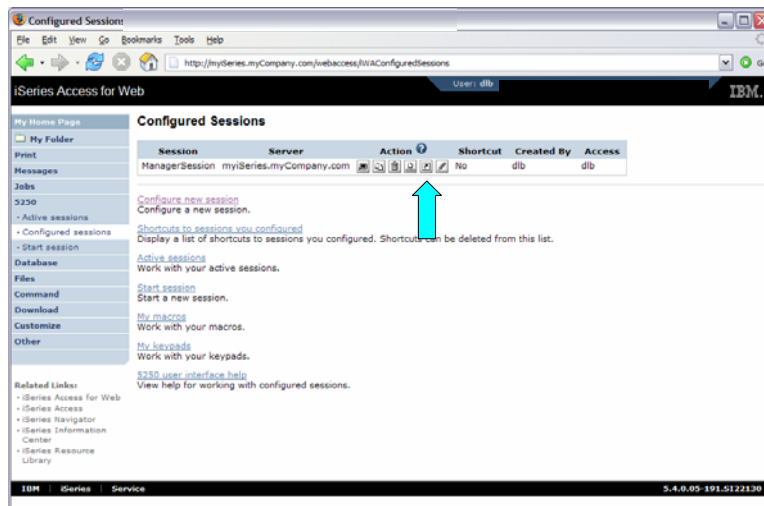 Configured Sessions
File Edit View Go Bookmarks Tools Help
http://myiSeries.myCompany.com/webaccess/iWAConfiguredSessions
iSeries Access for Web
User: dlb
IBM.
My Home Page
My Folder
Print
Messages
Jobs
5250
• Active sessions
• Configured sessions
• Start session
Database
Files
Command
Download
Customize
Other
Related Links:
• iSeries Access for Web
• iSeries Access
• iSeries Navigator
• iSeries Information
Center
• iSeries Resource
Library
Configured Sessions
Session Server Action ? Shortcut Created By Access
ManagerSession myiSeries.myCompany.com No dlb dlb
Configure new session
Configure a new session.
Shortcuts to sessions you configured
Display a list of shortcuts to sessions you configured. Shortcuts can be deleted from this list.
Active sessions
Work with your active sessions.
Start session
Start a new session.
My macros
Work with your macros.
My keypads
Work with your keypads.
5250 user interface help
View help for working with configured sessions.
IBM | iSeries | Service
5.4.0.05-191.SI22130